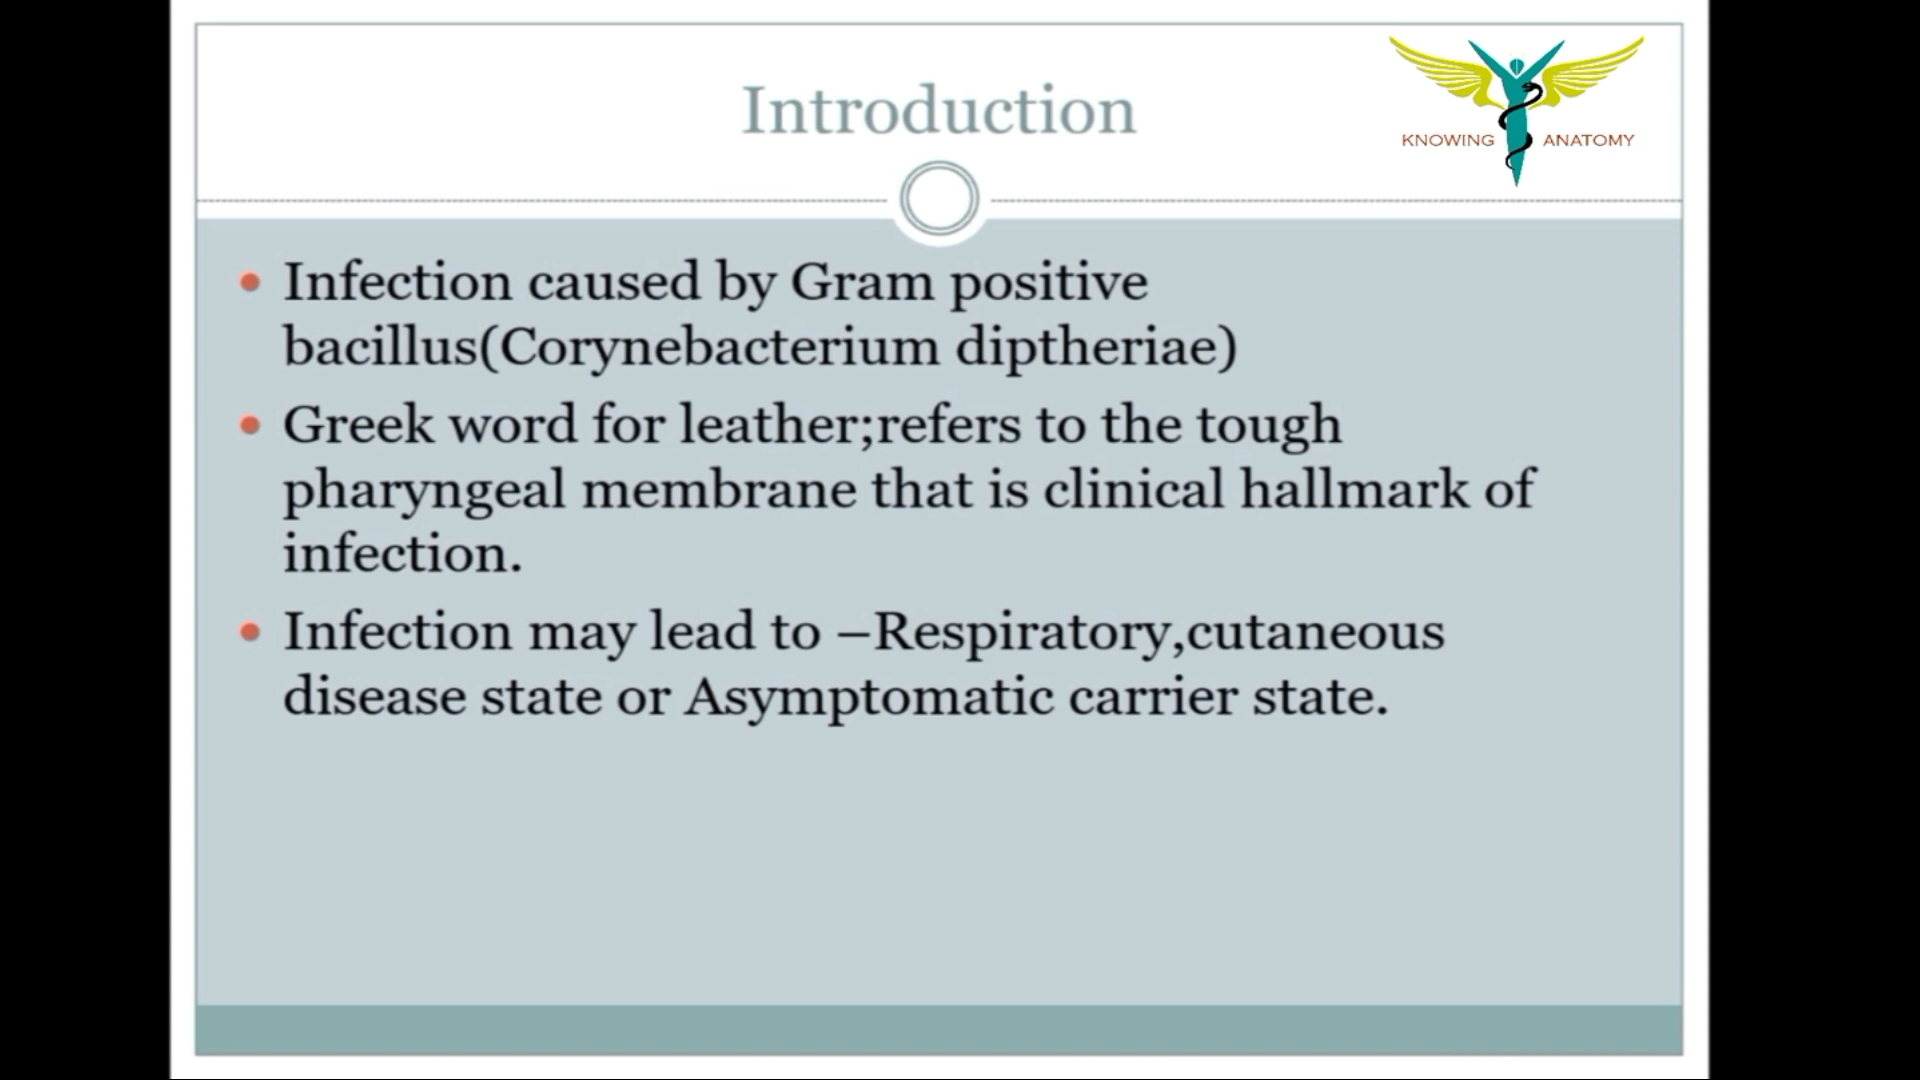 Introduction
KNOWING ANATOMY
Infection caused by Gram positive
bacillus(Corynebacterium diptheriae)
Greek word for leather;refers to the tough
pharyngeal membrane that is clinical hallmark of
infection.
Infection may lead to –Respiratory,cutaneous
disease state or Asymptomatic carrier state.